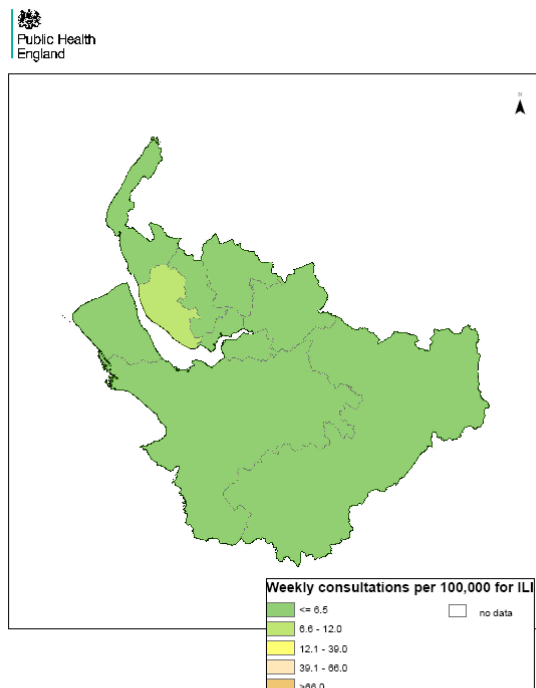 Public Health
England
N
Weekly consultations per 100,000 for ILI
<= 6.5
no data
6.6 - 12.0
12.1 - 39.0
39.1 - 66.0
>66.0